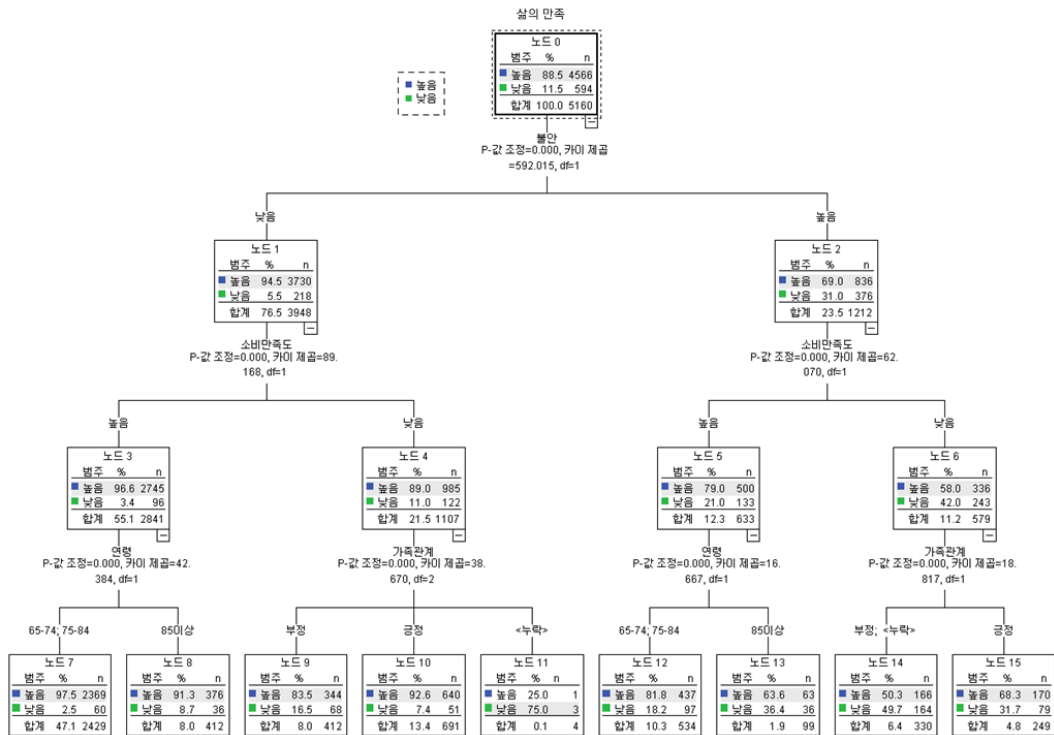 삶의 만족
노드 0
범주 % n
높음 88.5 4566
낮음 11.5 594
합계 100.0 5160
높음
낮음
불안
P-값 조정=0.000, 카이 제곱
=592.015, df=1
낮음
높음
노드 1
범주 % n
높음 94.5 3730
낮음 5.5 218
합계 76.5 3948
노드 2
범주 % n
높음 69.0 836
낮음 31.0 376
합계 23.5 1212
소비만족도
P-값 조정=0.000, 카이 제곱=89.
168, df=1
소비만족도
P-값 조정=0.000, 카이 제곱=62.
070, df=1
높음
낮음
높음
낮음
노드 3
범주 % n
높음 96.6 2745
낮음 3.4 96
합계 55.1 2841
노드 4
범주 % n
높음 89.0 985
낮음 11.0 122
합계 21.5 1107
노드 5
범주 % n
높음 79.0 500
낮음 21.0 133
합계 12.3 633
노드 6
범주 % n
높음 58.0 336
낮음 42.0 243
합계 11.2 579
연령
P-값 조정=0.000, 카이 제곱=42.
384, df=1
가족관계
P-값 조정=0.000, 카이 제곱=38.
670, df=2
연령
P-값 조정=0.000, 카이 제곱=16.
667, df=1
가족관계
P-값 조정=0.000, 카이 제곱=18.
817, df=1
65-74; 75-84
85이상
부정
긍정
<누락>
65-74; 75-84
85이상
부정; <누락>
긍정
노드 7
범주 % n
높음 97.5 2369
낮음 2.5 60
합계 47.1 2429
노드 8
범주 % n
높음 91.3 376
낮음 8.7 36
합계 8.0 412
노드 9
범주 % n
높음 83.5 344
낮음 16.5 68
합계 8.0 412
노드 10
범주 % n
높음 92.6 640
낮음 7.4 51
합계 13.4 691
노드 11
범주 % n
높음 25.0 1
낮음 75.0 3
합계 0.1 4
노드 12
범주 % n
높음 81.8 437
낮음 18.2 97
합계 10.3 534
노드 13
범주 % n
높음 63.6 63
낮음 36.4 36
합계 1.9 99
노드 14
범주 % n
높음 50.3 166
낮음 49.7 164
합계 6.4 330
노드 15
범주 % n
높음 68.3 170
낮음 31.7 79
합계 4.8 249